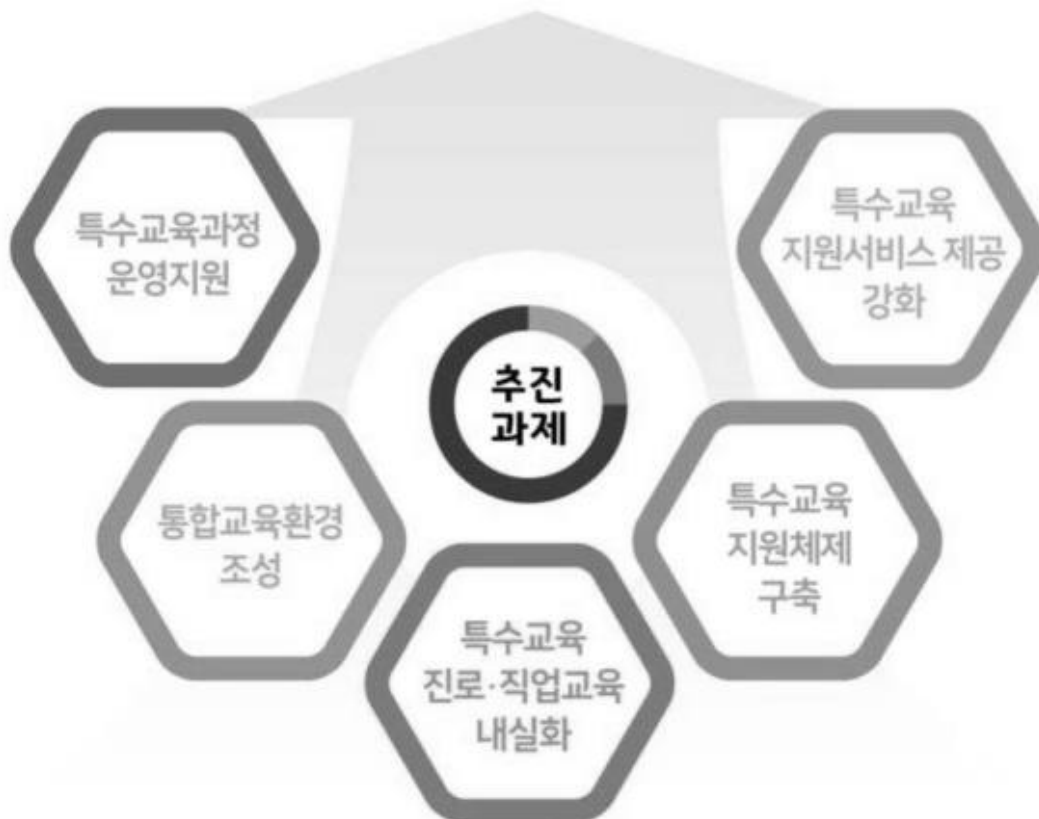 특수교육과정
운영지원
특수교육
지원서비스 제공
강화
추진
과제
통합교육환경
조성
특수교육
지원체제
구축
특수교육
진로·직업교육
내실화